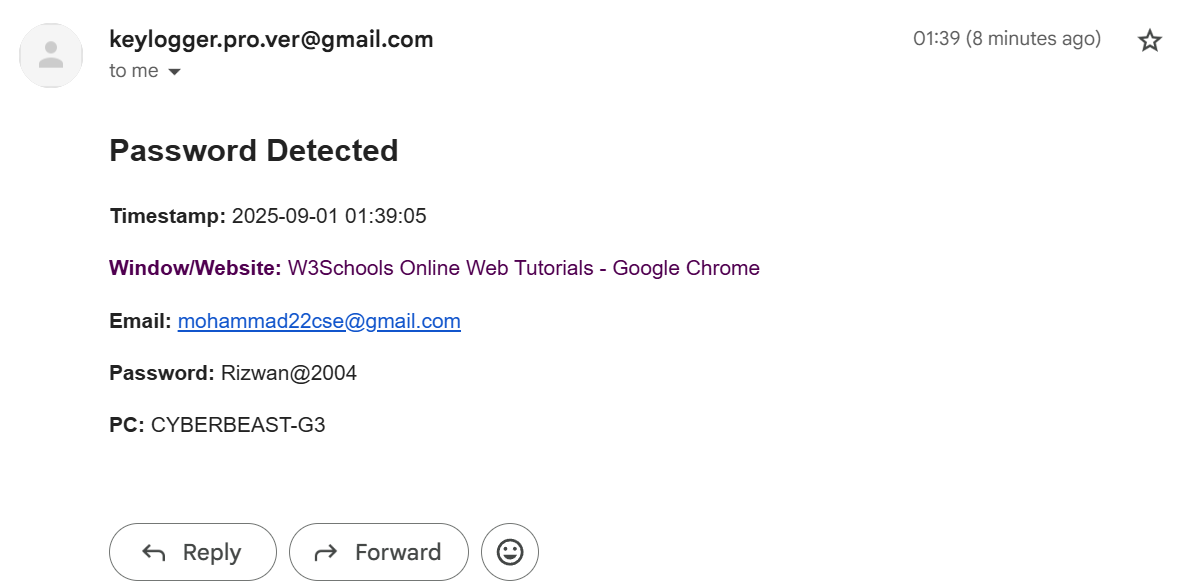 keylogger.pro.ver@gmail.com
01:39 (8 minutes ago)
to me
Password Detected
Timestamp: 2025-09-01 01:39:05
Window/Website: W3Schools Online Web Tutorials - Google Chrome
Email: mohammad22cse@gmail.com
Password: Rizwan@2004
PC: CYBERBEAST-G3
Reply
Forward